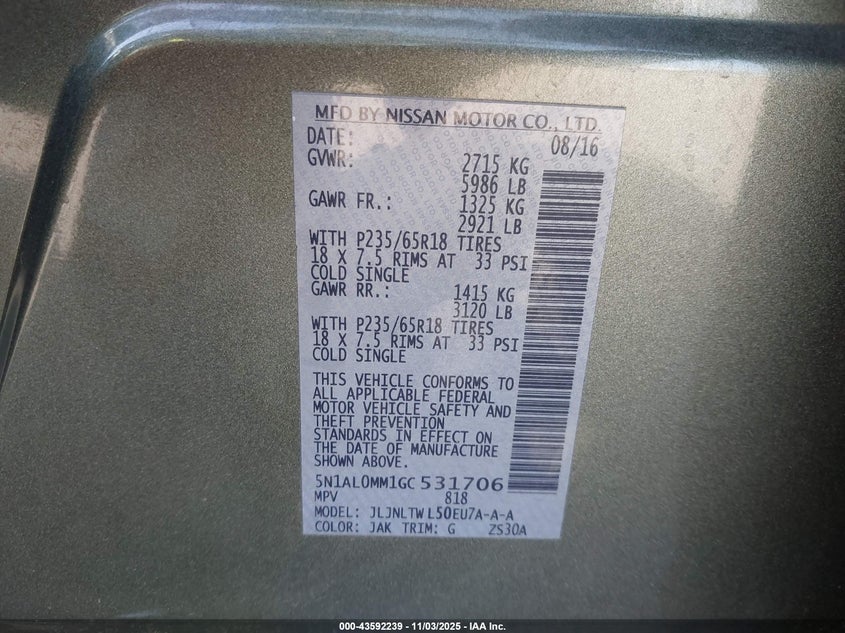 MFD BY NISSAN MOTOR CO., LTD.
DATE: 08/16
GVWR: 2715 KG
5986 LB
GAWR FR.: 1325 KG
2921 LB
WITH P235/65R18 TIRES
18 X 7.5 RIMS AT 33 PSI
COLD SINGLE
GAWR RR.: 1415 KG
3120 LB
WITH P235/65R18 TIRES
18 X 7.5 RIMS AT 33 PSI
COLD SINGLE
THIS VEHICLE CONFORMS TO
ALL APPLICABLE FEDERAL
MOTOR VEHICLE SAFETY AND
THEFT PREVENTION
STANDARDS IN EFFECT ON
THE DATE OF MANUFACTURE
SHOWN ABOVE.
5N1AL0MM1GC531706
MPV 818
MODEL: JLJNLTWL50EU7A-A-A
COLOR: JAK TRIM: G ZS30A
000-43592239 - 11/03/2025 - IAA Inc.